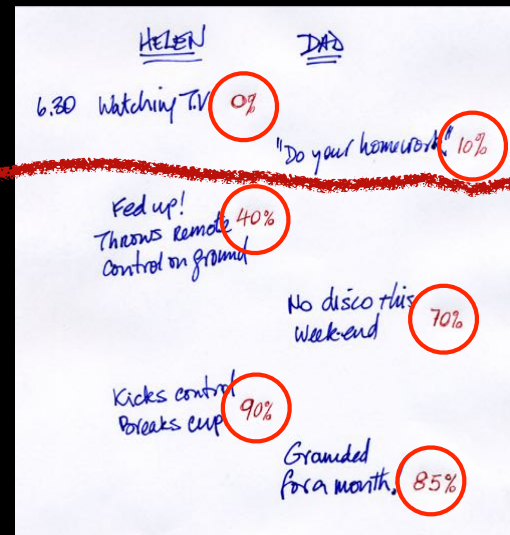 HELEN DAD
6.30 Watching T.V 0%
"Do your homework" 10%
Fed up!
Throws remote 40%
control on ground
No disco this
week-end 70%
Kicks control
Breaks cup 90%
Grounded
for a month. 85%